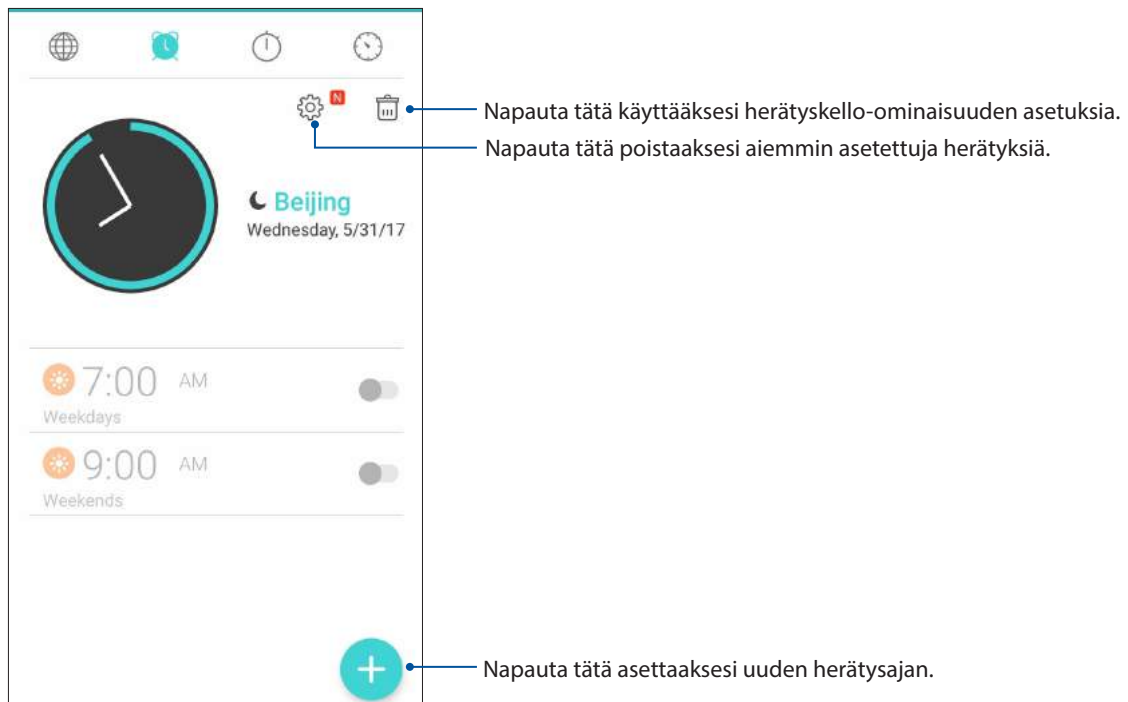 N
Napauta tätä käyttääksesi herätyskello-ominaisuuden asetuksia.
Napauta tätä poistaaksesi aiemmin asetettuja herätyksiä.
Beijing
Wednesday, 5/31/17
7:00 AM
Weekdays
9:00 AM
Weekends
Napauta tätä asettaaksesi uuden herätysajan.